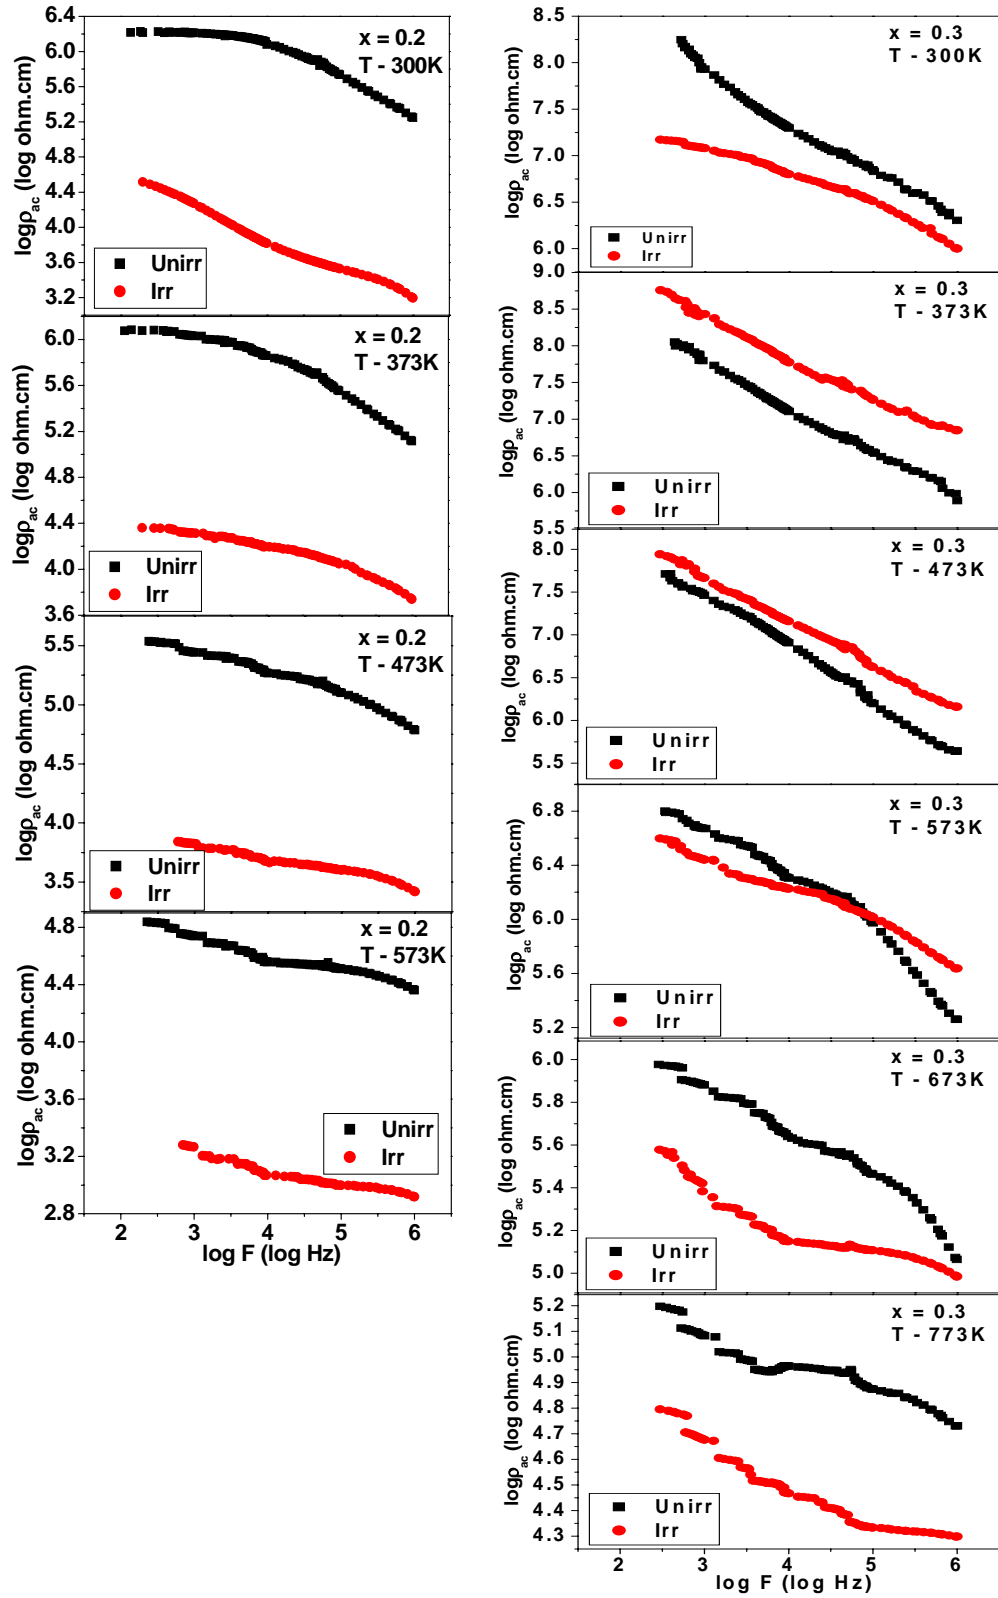 6.4
6.0
5.6
5.2
4.8
4.4
4.0
3.6
3.2
logρac (log ohm.cm)
x = 0.2
T - 300K
Unirr
Irr
6.0
5.6
5.2
4.8
4.4
4.0
3.6
logρac (log ohm.cm)
x = 0.2
T - 373K
Unirr
Irr
5.5
5.0
4.5
4.0
3.5
logρac (log ohm.cm)
x = 0.2
T - 473K
Unirr
Irr
4.8
4.4
4.0
3.6
3.2
2.8
logρac (log ohm.cm)
x = 0.2
T - 573K
Unirr
Irr
2 3 4 5 6
log F (log Hz)
8.5
8.0
7.5
7.0
6.5
6.0
logρac (log ohm.cm)
x = 0.3
T - 300K
Unirr
Irr
9.0
8.5
8.0
7.5
7.0
6.5
6.0
5.5
logρac (log ohm.cm)
x = 0.3
T - 373K
Unirr
Irr
8.0
7.5
7.0
6.5
6.0
5.5
logρac (log ohm.cm)
x = 0.3
T - 473K
Unirr
Irr
6.8
6.4
6.0
5.6
5.2
logρac (log ohm.cm)
x = 0.3
T - 573K
Unirr
Irr
6.0
5.8
5.6
5.4
5.2
5.0
logρac (log ohm.cm)
x = 0.3
T - 673K
Unirr
Irr
5.2
5.1
5.0
4.9
4.8
4.7
4.6
4.5
4.4
4.3
logρac (log ohm.cm)
x = 0.3
T - 773K
Unirr
Irr
2 3 4 5 6
log F (log Hz)